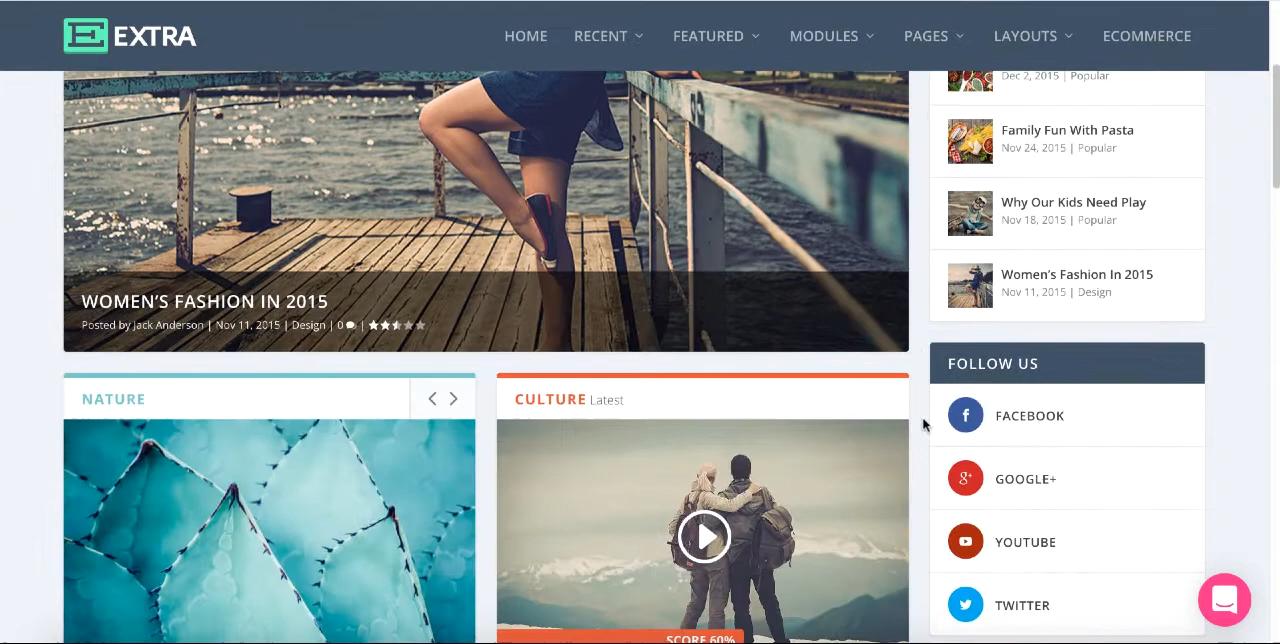 EXTRA
HOME RECENT FEATURED MODULES PAGES LAYOUTS ECOMMERCE
WOMEN'S FASHION IN 2015
Posted by Jack Anderson | Nov 11, 2015 | Design | 0 |
Dec 2, 2015 | Popular
Family Fun With Pasta
Nov 24, 2015 | Popular
Why Our Kids Need Play
Nov 18, 2015 | Popular
Women's Fashion In 2015
Nov 11, 2015 | Design
NATURE
CULTURE Latest
SCORE 60%
FOLLOW US
FACEBOOK
GOOGLE+
YOUTUBE
TWITTER